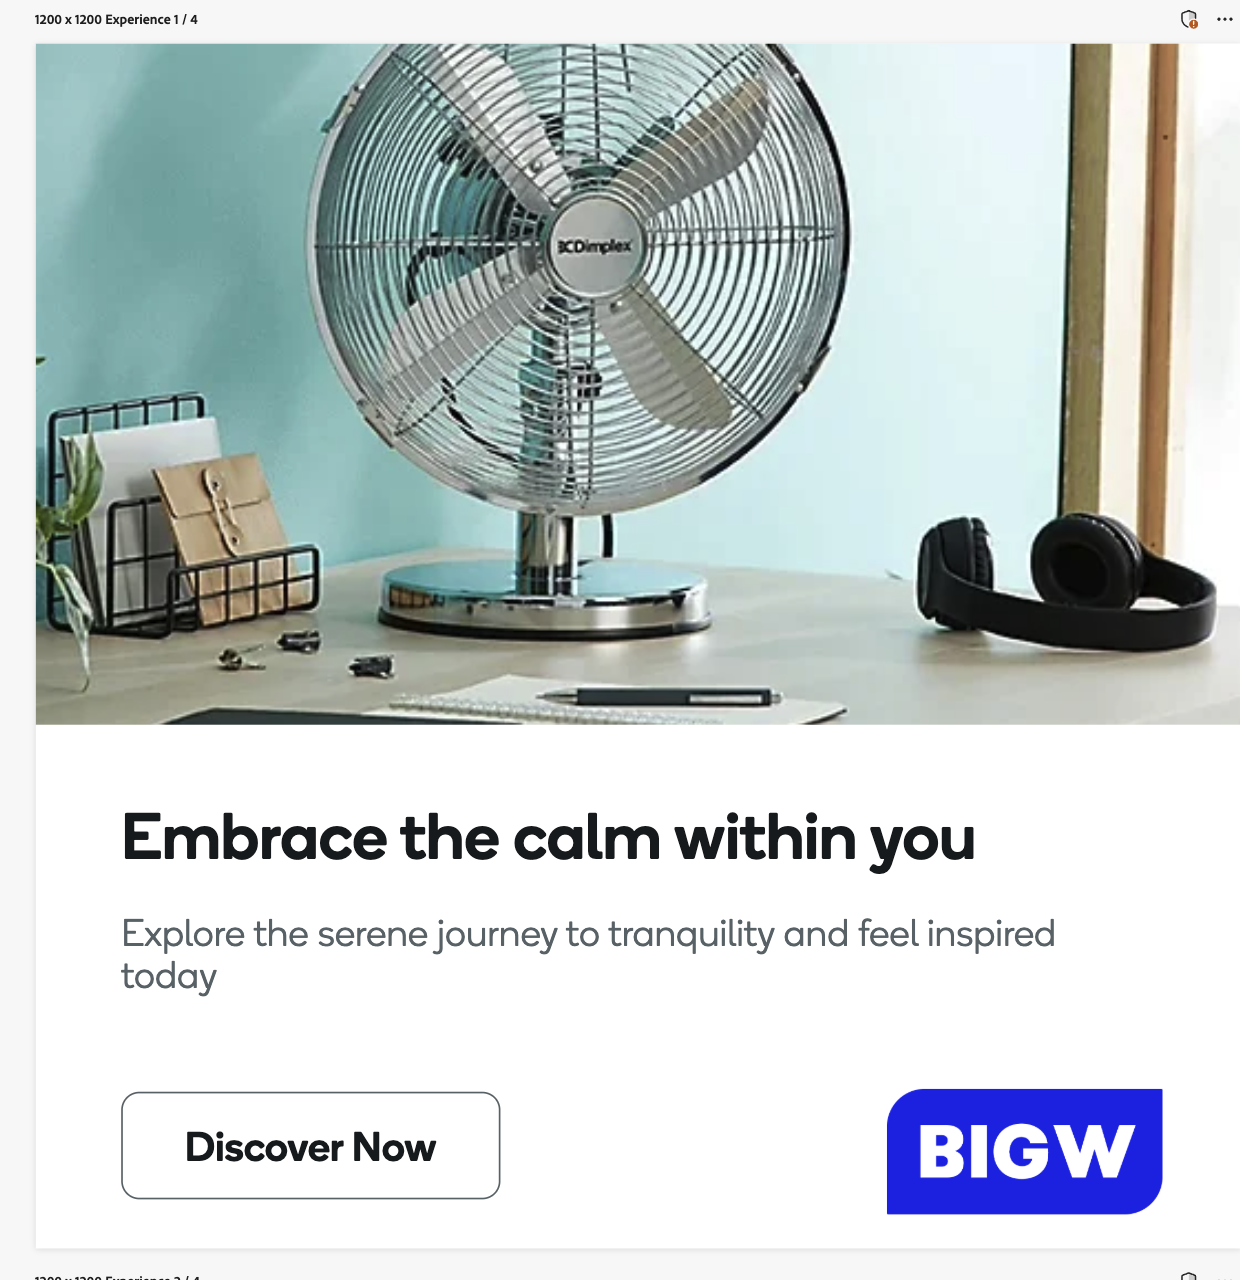 1200 x 1200 Experience 1 / 4
Dimplex
Embrace the calm within you
Explore the serene journey to tranquility and feel inspired
today
Discover Now
BIGW